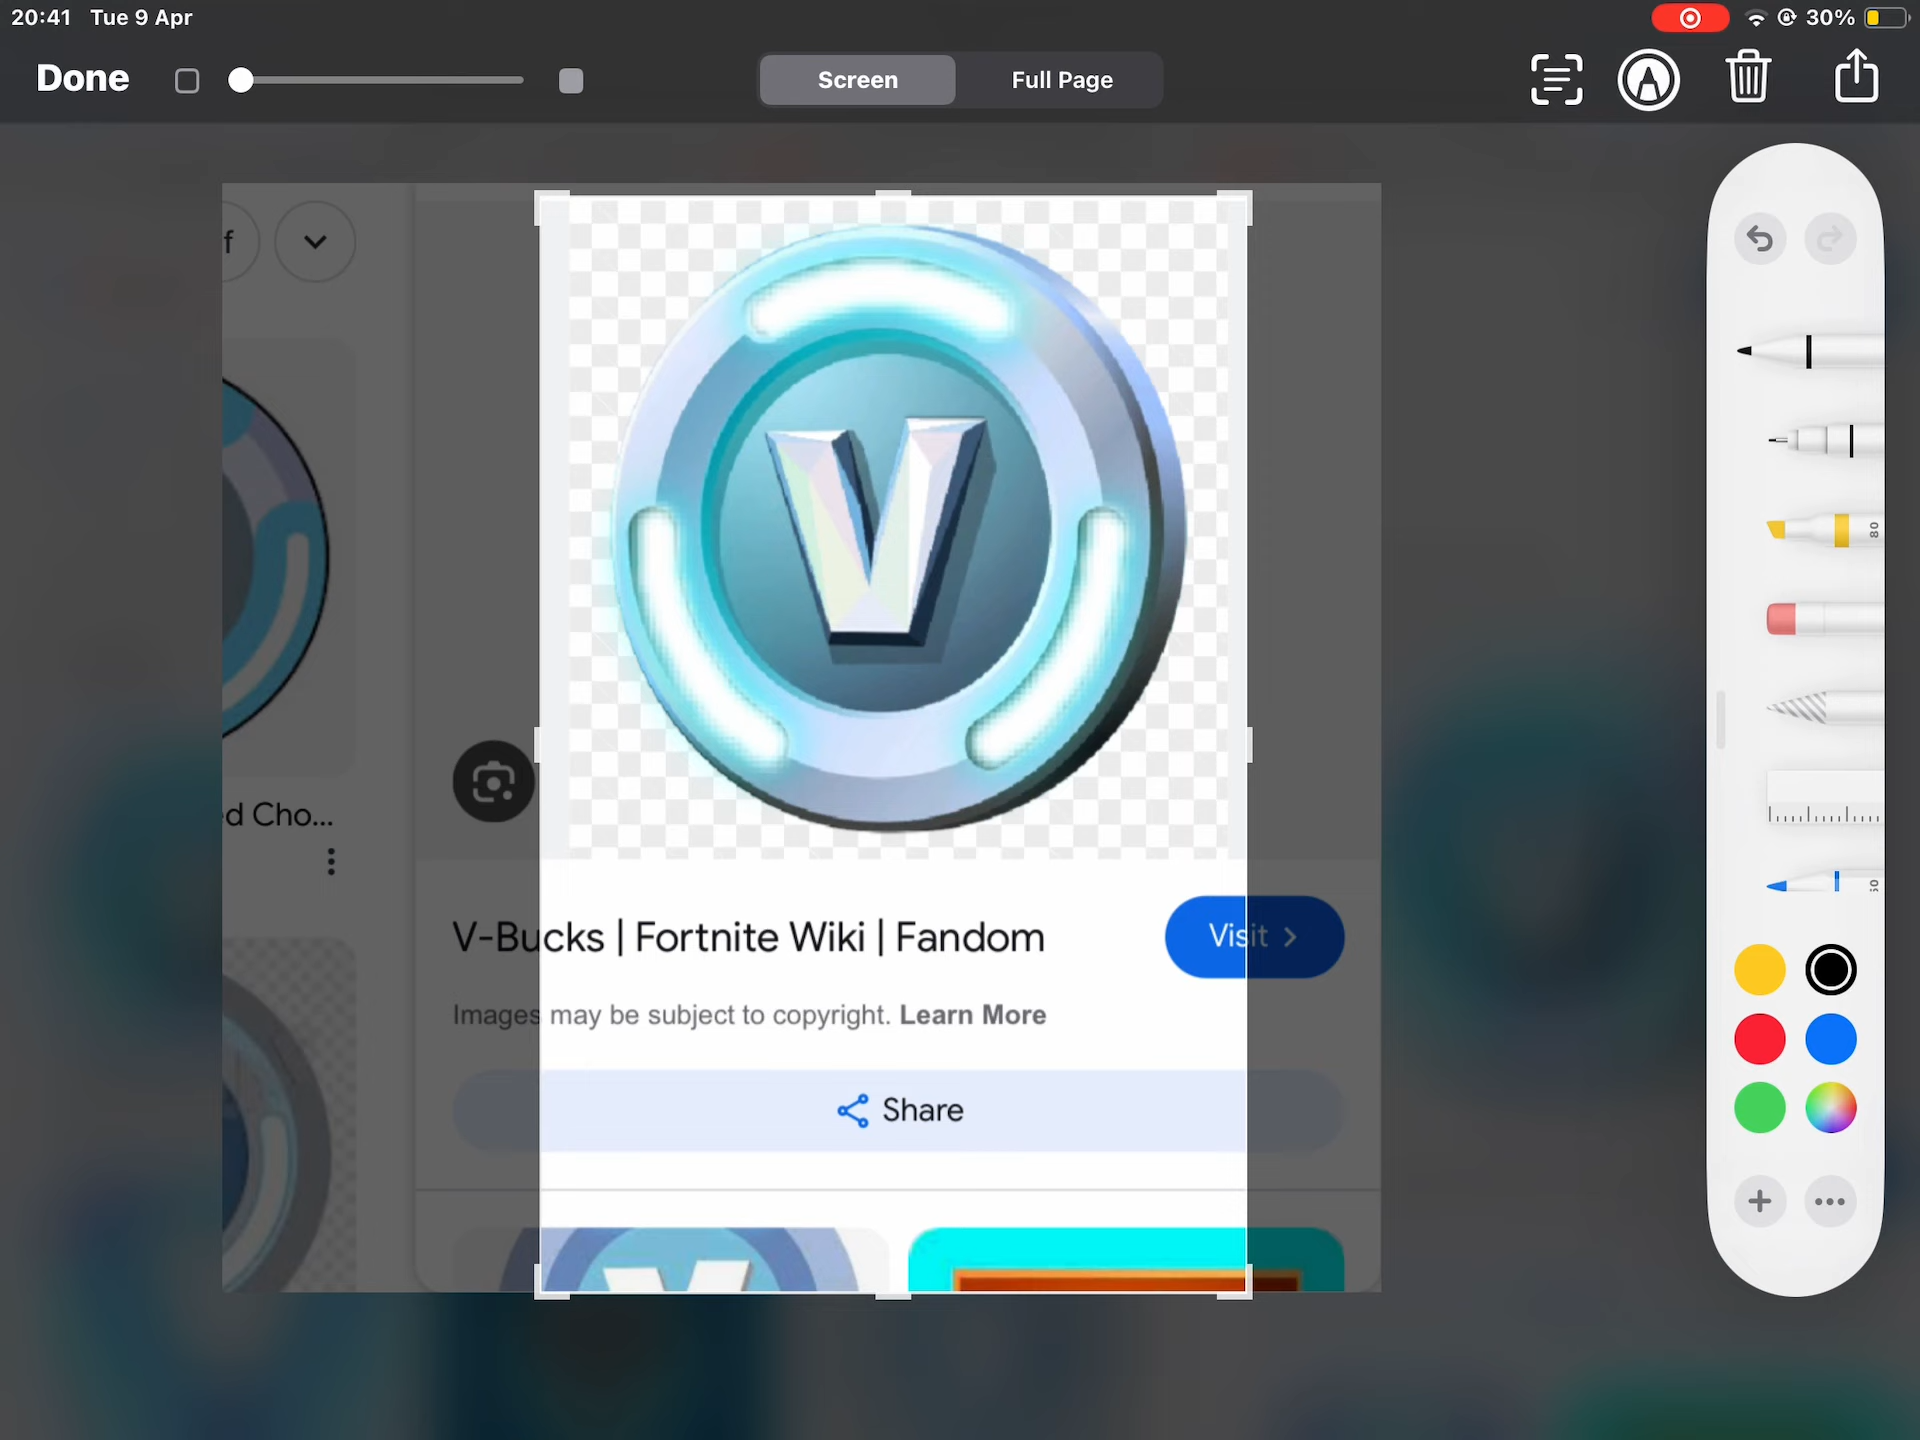 20:41 Tue 9 Apr
30%
Done
Screen
Full Page
f
V
80
d Cho...
V-Bucks | Fortnite Wiki | Fandom
Visit
Images may be subject to copyright. Learn More
Share
V